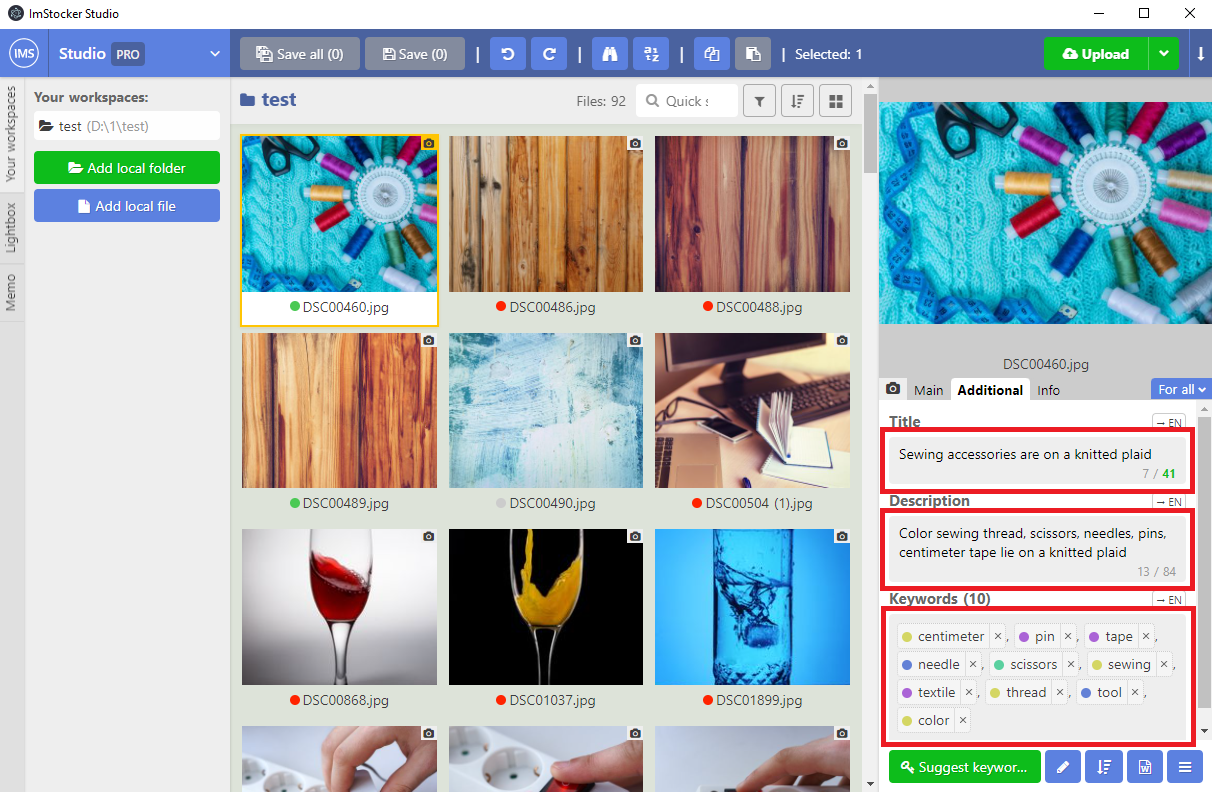 ImStocker Studio
IMS Studio PRO
Save all (0) Save (0) Selected: 1 Upload
Your workspaces
Lightbox
Memo
Your workspaces:
test (D:\1\test)
Add local folder
Add local file
test Files: 92 Quick s
DSC00460.jpg DSC00486.jpg DSC00488.jpg
DSC00489.jpg DSC00490.jpg DSC00504 (1).jpg
DSC00868.jpg DSC01037.jpg DSC01899.jpg
DSC00460.jpg
Main Additional Info For all
Title → EN
Sewing accessories are on a knitted plaid
7 / 41
Description → EN
Color sewing thread, scissors, needles, pins,
centimeter tape lie on a knitted plaid
13 / 84
Keywords (10) → EN
centimeter ×, pin ×, tape ×,
needle ×, scissors ×, sewing ×,
textile ×, thread ×, tool ×,
color ×
Suggest keywor...